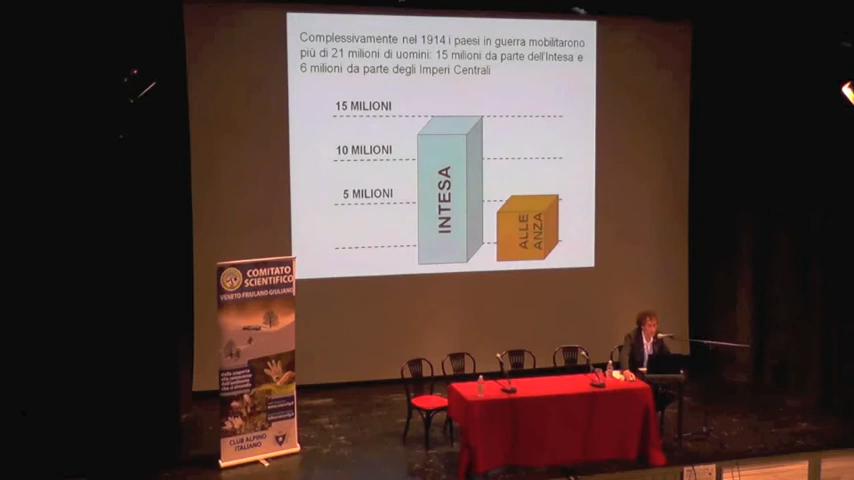 Complessivamente nel 1914 i paesi in guerra mobilitarono
più di 21 milioni di uomini: 15 milioni da parte dell'Intesa e
6 milioni da parte degli Imperi Centrali
15 MILIONI
10 MILIONI
5 MILIONI
INTESA
ALLE
ANZA
COMITATO
SCIENTIFICO
VENETO FRIULANO GIULIANO
CLUB ALPINO
ITALIANO